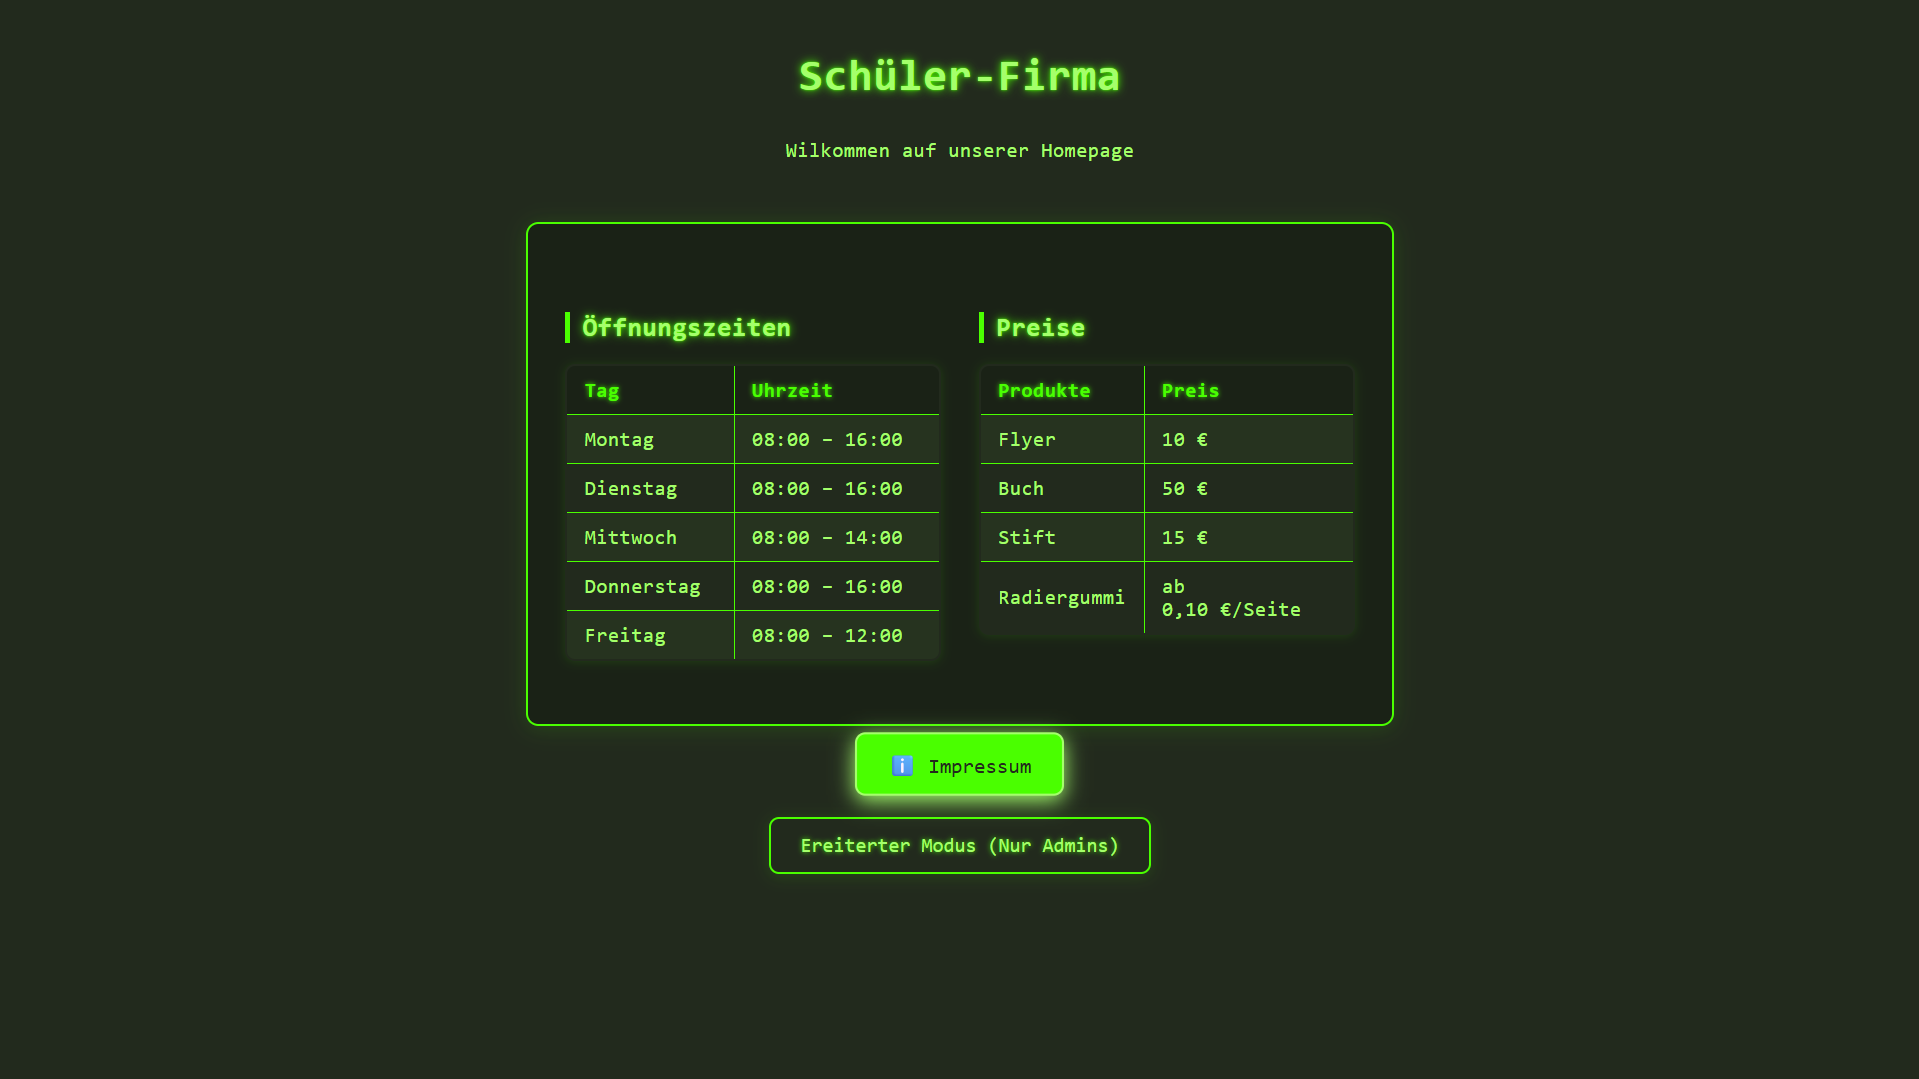 Schüler-Firma
Wilkommen auf unserer Homepage
Öffnungszeiten
Tag Uhrzeit
Montag 08:00 – 16:00
Dienstag 08:00 – 16:00
Mittwoch 08:00 – 14:00
Donnerstag 08:00 – 16:00
Freitag 08:00 – 12:00
Preise
Produkte Preis
Flyer 10 €
Buch 50 €
Stift 15 €
Radiergummi ab
0,10 €/Seite
ℹ️ Impressum
Ereiterter Modus (Nur Admins)